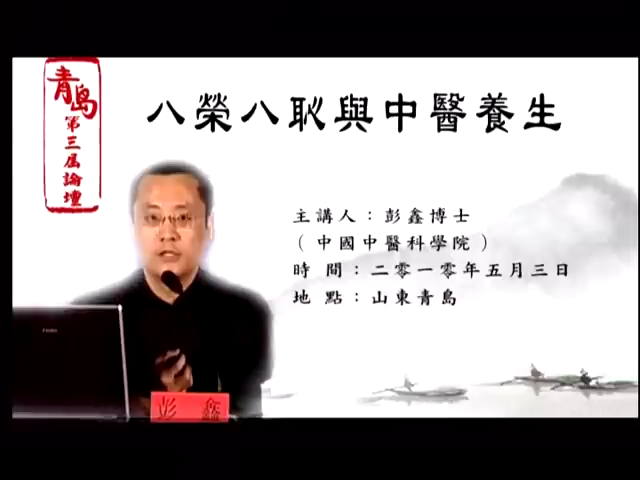 青島
第三届論壇
八榮八耻與中醫養生
主講人：彭鑫博士
（中國中醫科學院）
時 間：二零一零年五月三日
地 點：山東青島
彭 鑫